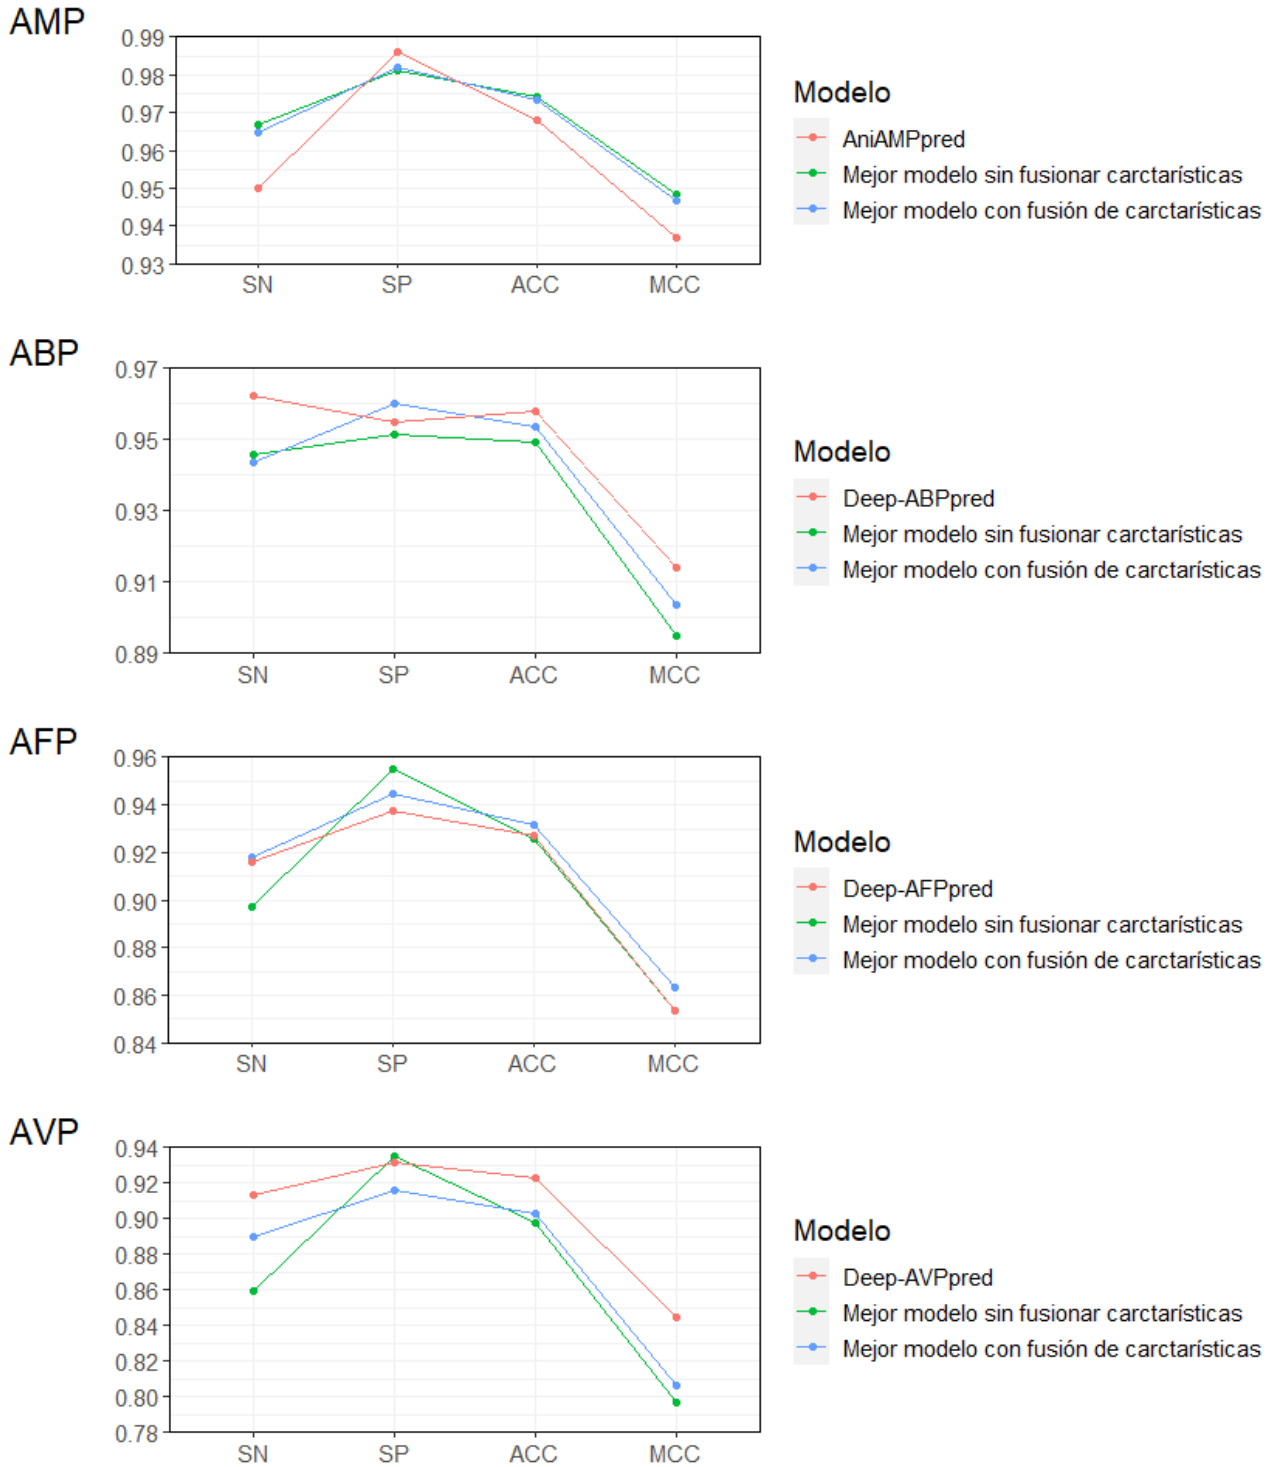 AMP
0.99
0.98
0.97
0.96
0.95
0.94
0.93
SN SP ACC MCC
Modelo
AniAMPpred
Mejor modelo sin fusionar carctarísticas
Mejor modelo con fusión de carctarísticas
ABP
0.97
0.95
0.93
0.91
0.89
SN SP ACC MCC
Modelo
Deep-ABPpred
Mejor modelo sin fusionar carctarísticas
Mejor modelo con fusión de carctarísticas
AFP
0.96
0.94
0.92
0.90
0.88
0.86
0.84
SN SP ACC MCC
Modelo
Deep-AFPpred
Mejor modelo sin fusionar carctarísticas
Mejor modelo con fusión de carctarísticas
AVP
0.94
0.92
0.90
0.88
0.86
0.84
0.82
0.80
0.78
SN SP ACC MCC
Modelo
Deep-AVPpred
Mejor modelo sin fusionar carctarísticas
Mejor modelo con fusión de carctarísticas